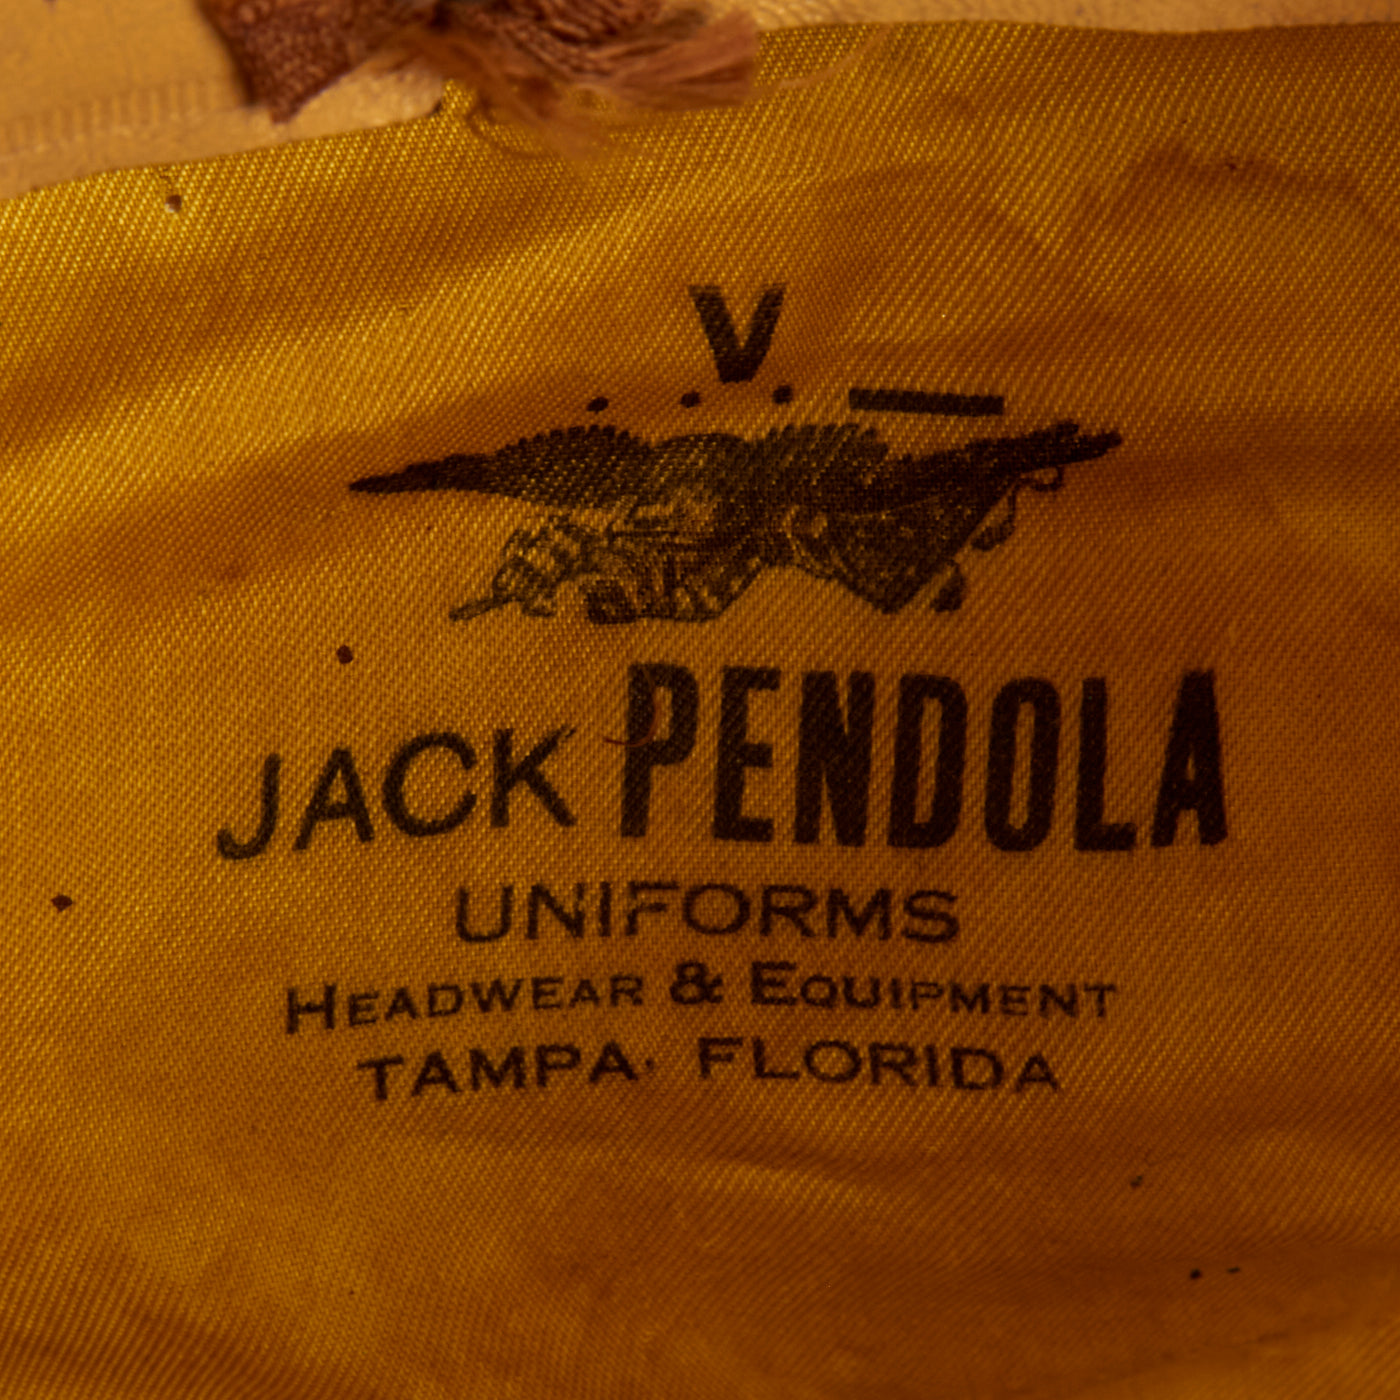 V
...—
JACK PENDOLA
UNIFORMS
HEADWEAR & EQUIPMENT
TAMPA. FLORIDA